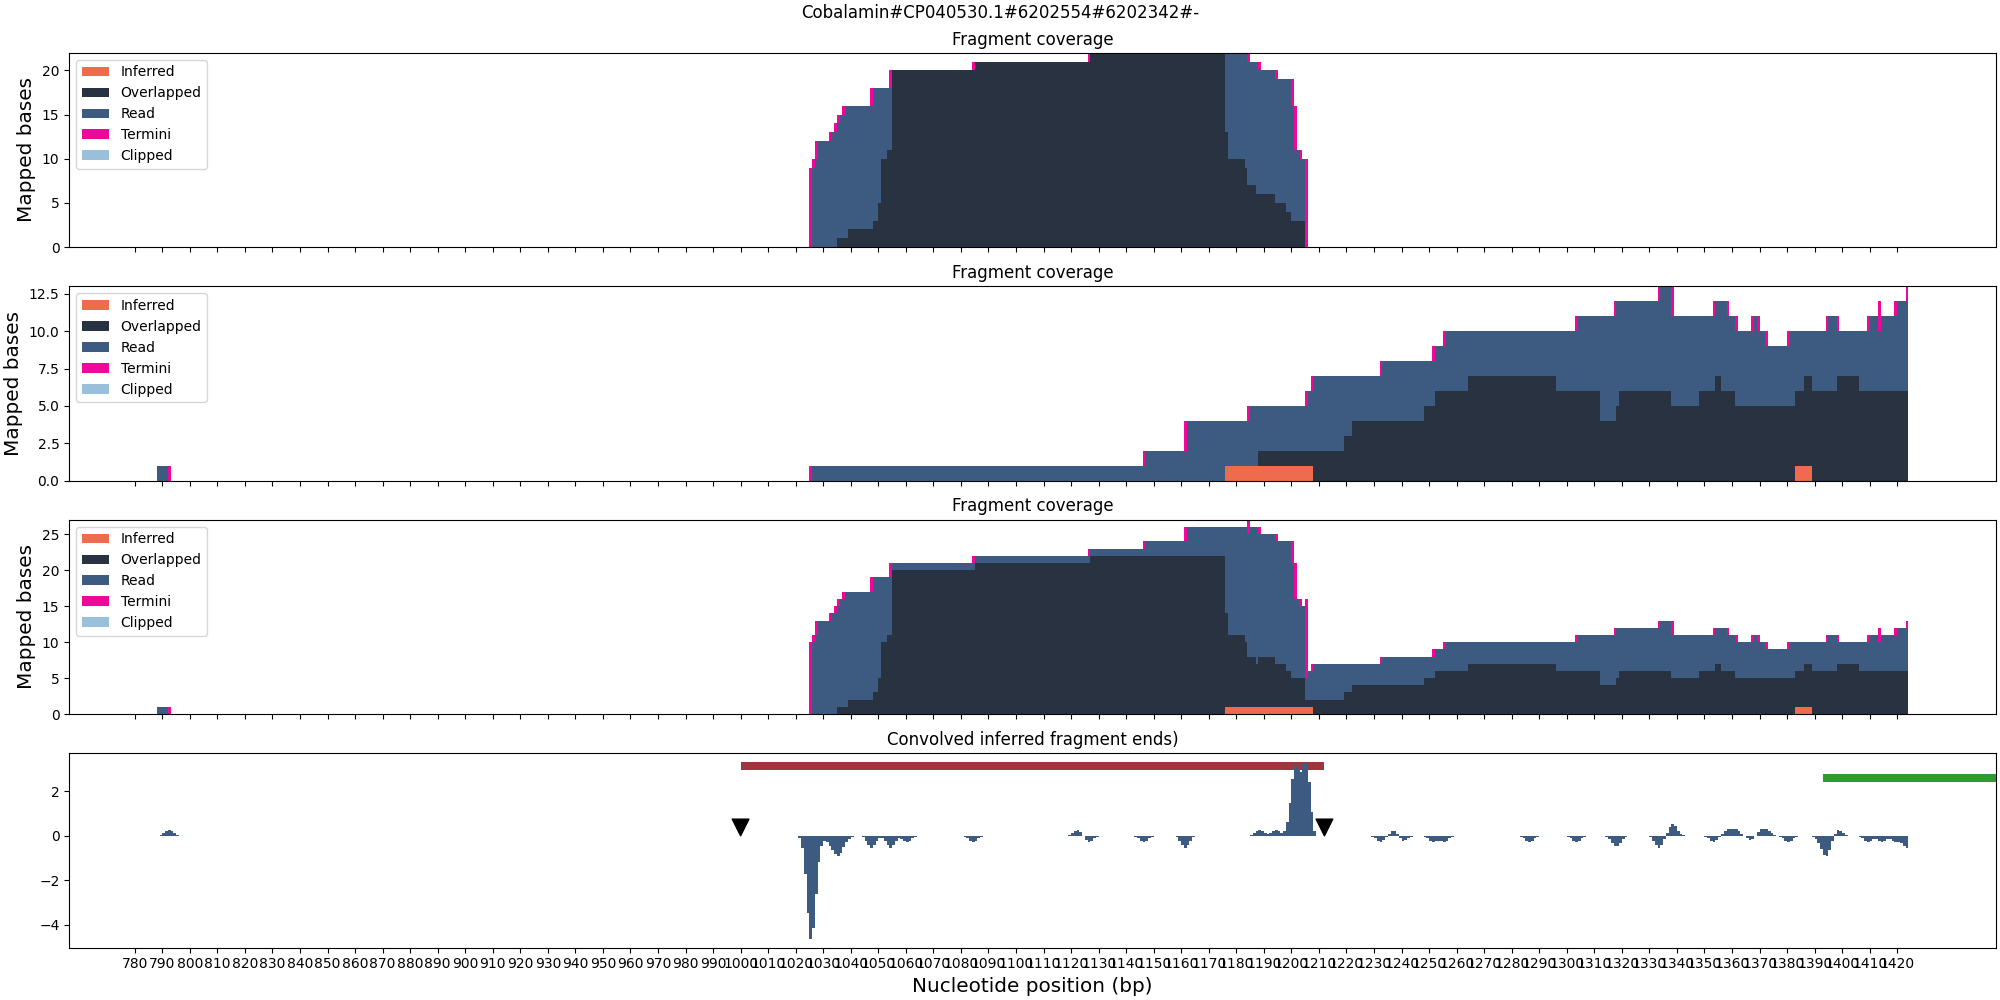 Cobalamin#CP040530.1#6202554#6202342#-
Fragment coverage
Mapped bases
20
15
10
5
0
Inferred
Overlapped
Read
Termini
Clipped
Fragment coverage
Mapped bases
12.5
10.0
7.5
5.0
2.5
0.0
Inferred
Overlapped
Read
Termini
Clipped
Fragment coverage
Mapped bases
25
20
15
10
5
0
Inferred
Overlapped
Read
Termini
Clipped
Convolved inferred fragment ends)
2
0
−2
−4
780 790 800 810 820 830 840 850 860 870 880 890 900 910 920 930 940 950 960 970 980 990 1000 1010 1020 1030 1040 1050 1060 1070 1080 1090 1100 1110 1120 1130 1140 1150 1160 1170 1180 1190 1200 1210 1220 1230 1240 1250 1260 1270 1280 1290 1300 1310 1320 1330 1340 1350 1360 1370 1380 1390 1400 1410 1420
Nucleotide position (bp)